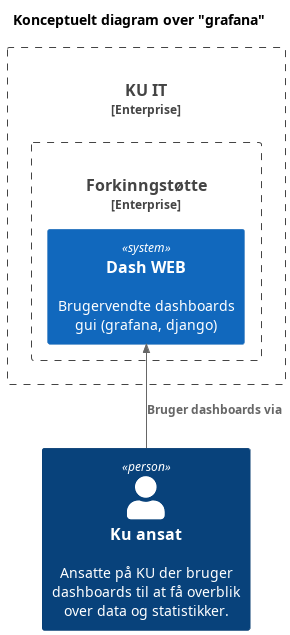 Konceptuelt diagram over "grafana"
KU IT
[Enterprise]
Forkinngstøtte
[Enterprise]
«system»
Dash WEB
Brugervendte dashboards
gui (grafana, django)
Bruger dashboards via
«person»
Ku ansat
Ansatte på KU der bruger
dashboards til at få overblik
over data og statistikker.